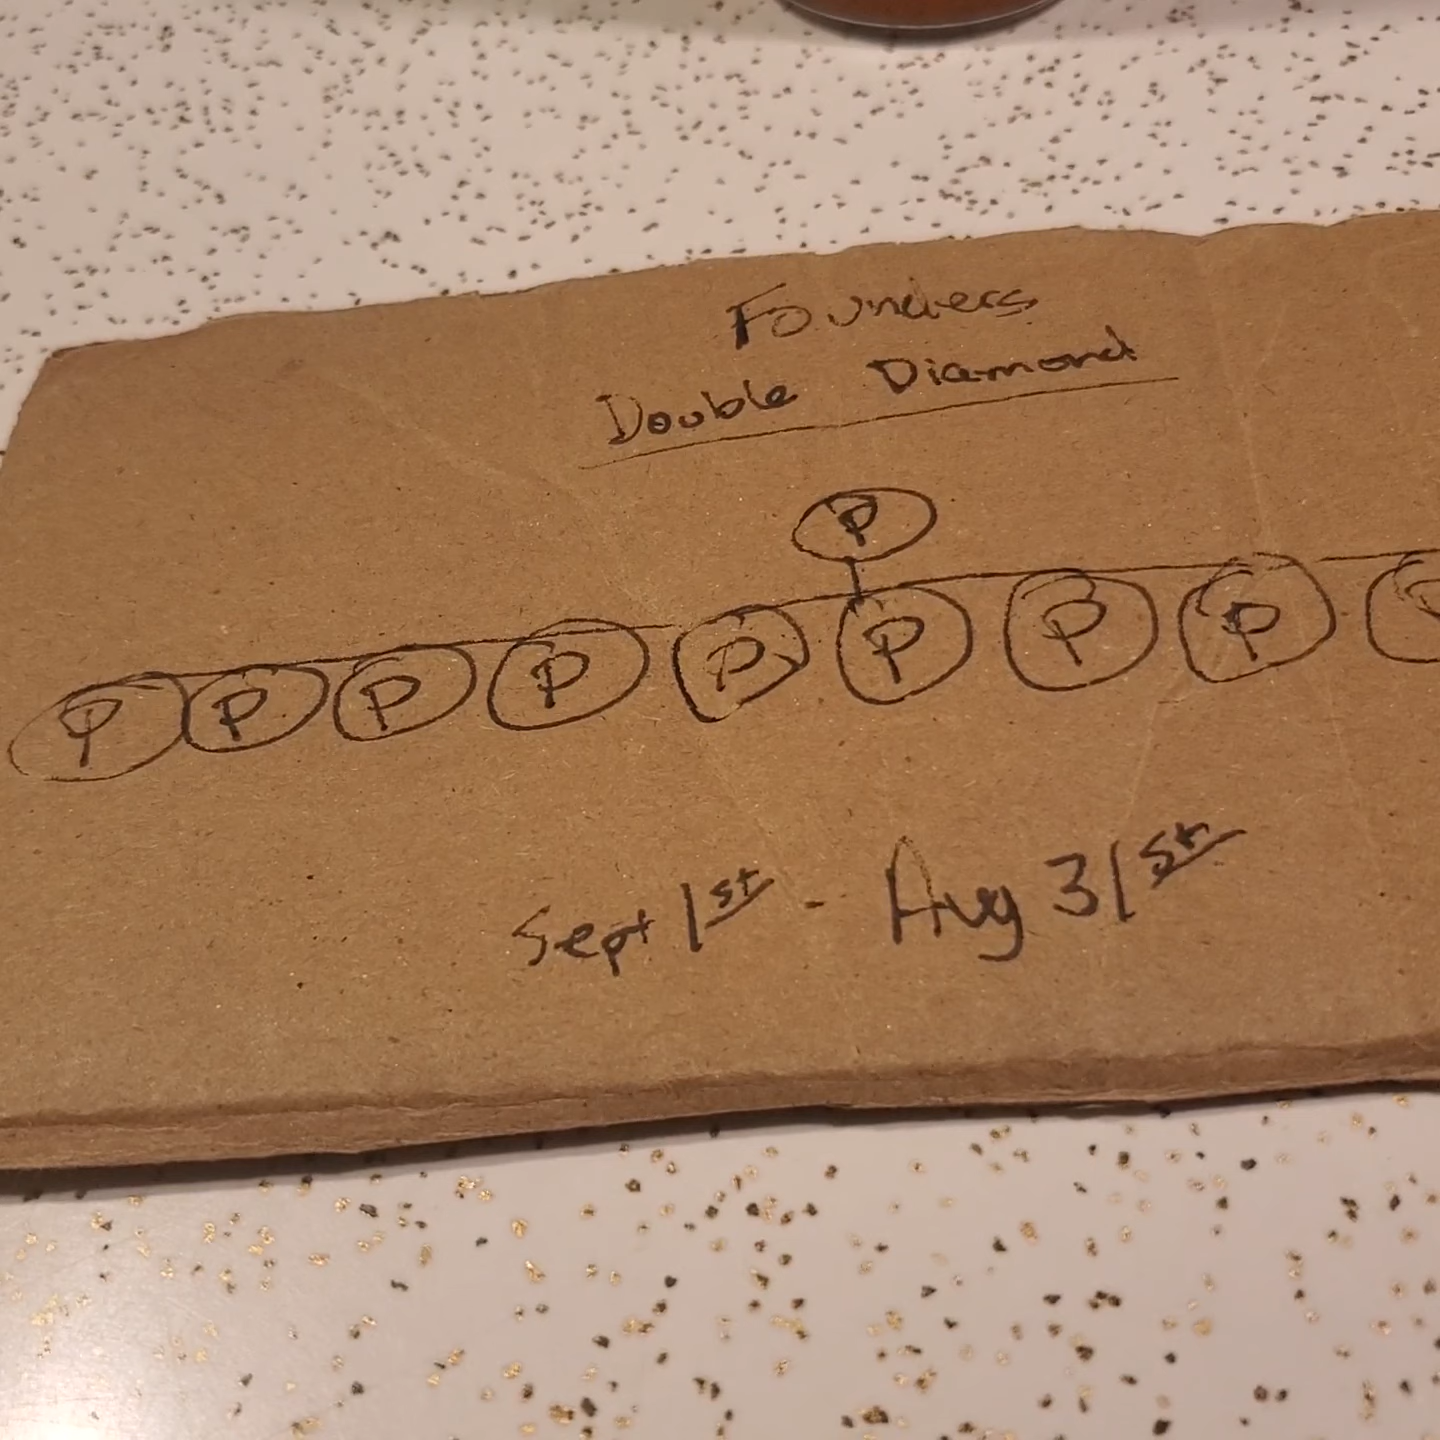 Founders
Double Diamond
P
P P P P P P P P P
Sept 1st - Aug 31st